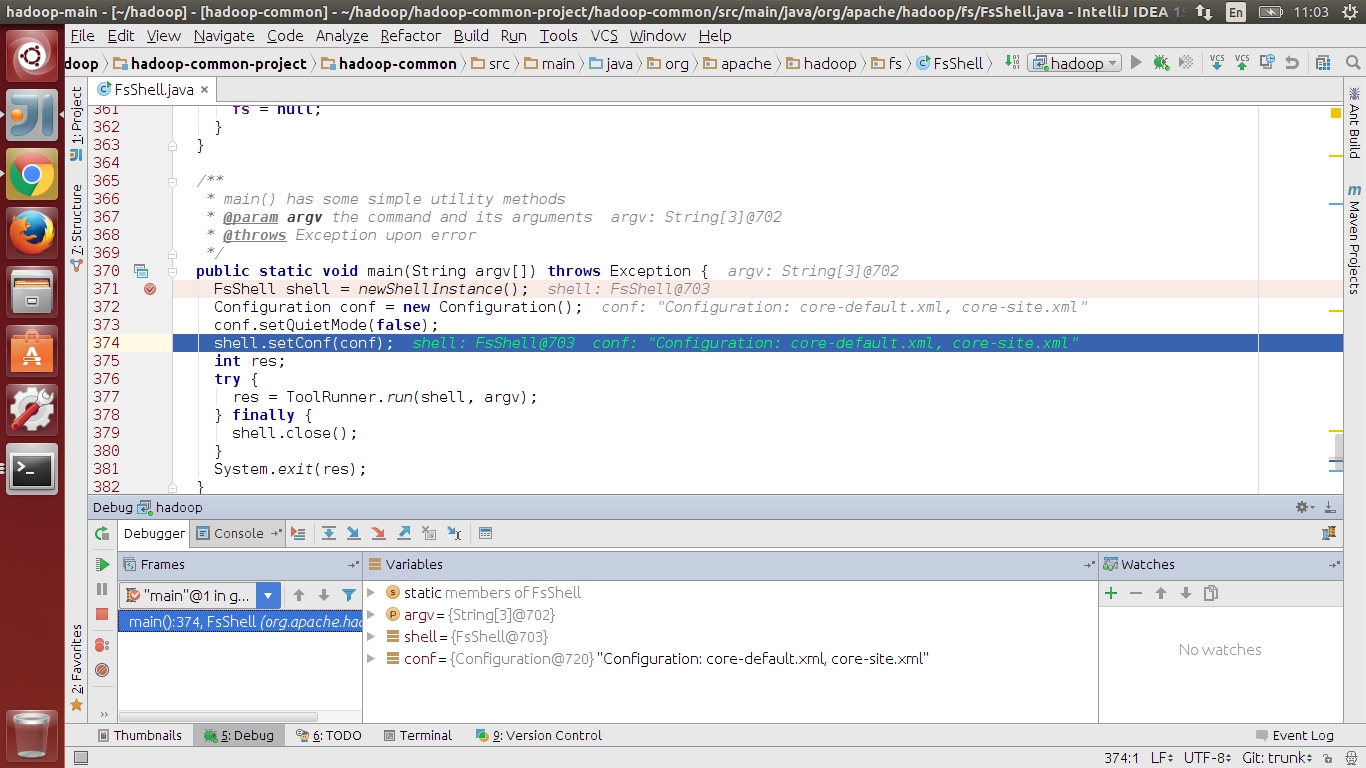 hadoop-main - [~/hadoop] - [hadoop-common] - ~/hadoop/hadoop-common-project/hadoop-common/src/main/java/org/apache/hadoop/fs/FsShell.java - IntelliJ IDEA
En
11:03
File Edit View Navigate Code Analyze Refactor Build Run Tools VCS Window Help
doop hadoop-common-project hadoop-common src main java org apache hadoop fs FsShell hadoop VCS VCS
FsShell.java
1: Project
7: Structure
2: Favorites
Ant Build
Maven Projects
361 fs = null;
362 }
363 }
364
365 /**
366 * main() has some simple utility methods
367 * @param argv the command and its arguments argv: String[3]@702
368 * @throws Exception upon error
369 */
370 public static void main(String argv[]) throws Exception { argv: String[3]@702
371 FsShell shell = newShellInstance(); shell: FsShell@703
372 Configuration conf = new Configuration(); conf: "Configuration: core-default.xml, core-site.xml"
373 conf.setQuietMode(false);
374 shell.setConf(conf); shell: FsShell@703 conf: "Configuration: core-default.xml, core-site.xml"
375 int res;
376 try {
377 res = ToolRunner.run(shell, argv);
378 } finally {
379 shell.close();
380 }
381 System.exit(res);
382 }
Debug hadoop
Debugger Console
Frames
"main"@1 in g...
main():374, FsShell (org.apache.had
Variables
static members of FsShell
argv = {String[3]@702}
shell = {FsShell@703}
conf = {Configuration@720} "Configuration: core-default.xml, core-site.xml"
Watches
No watches
Thumbnails 5: Debug 6: TODO Terminal 9: Version Control Event Log
374:1 LF UTF-8 Git: trunk